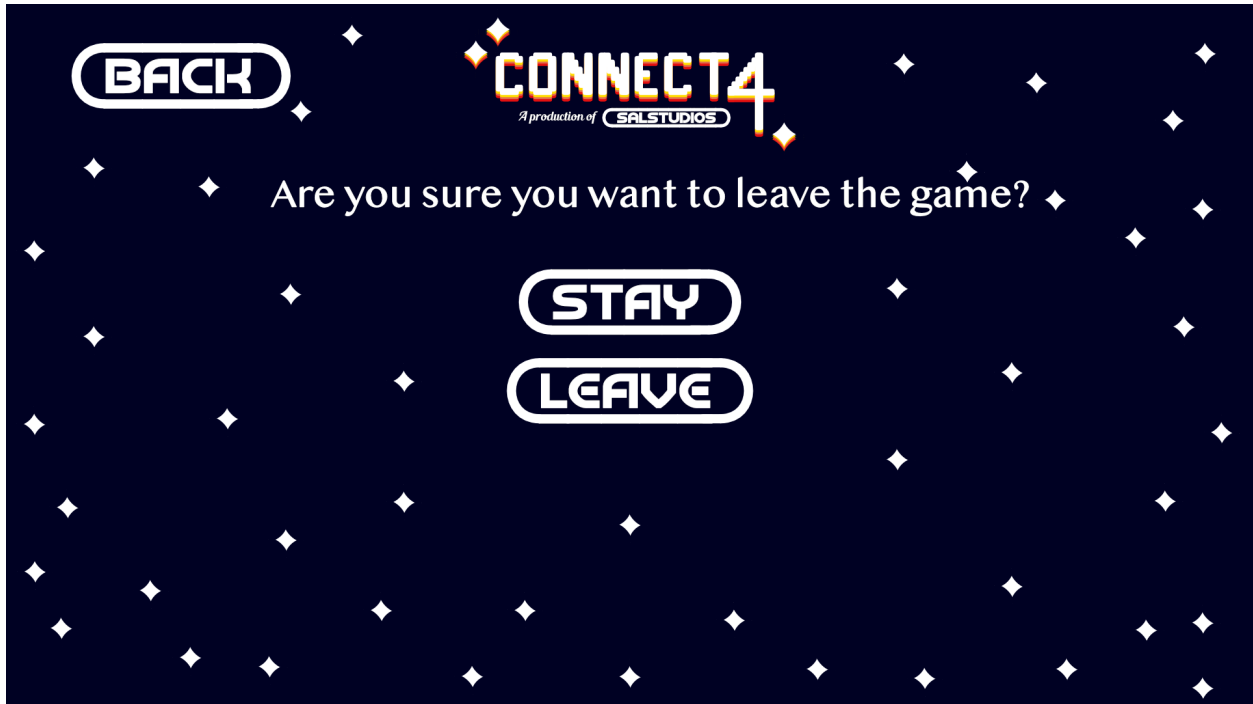 BACK
CONNECT4
A production of SALSTUDIOS
Are you sure you want to leave the game?
STAY
LEAVE